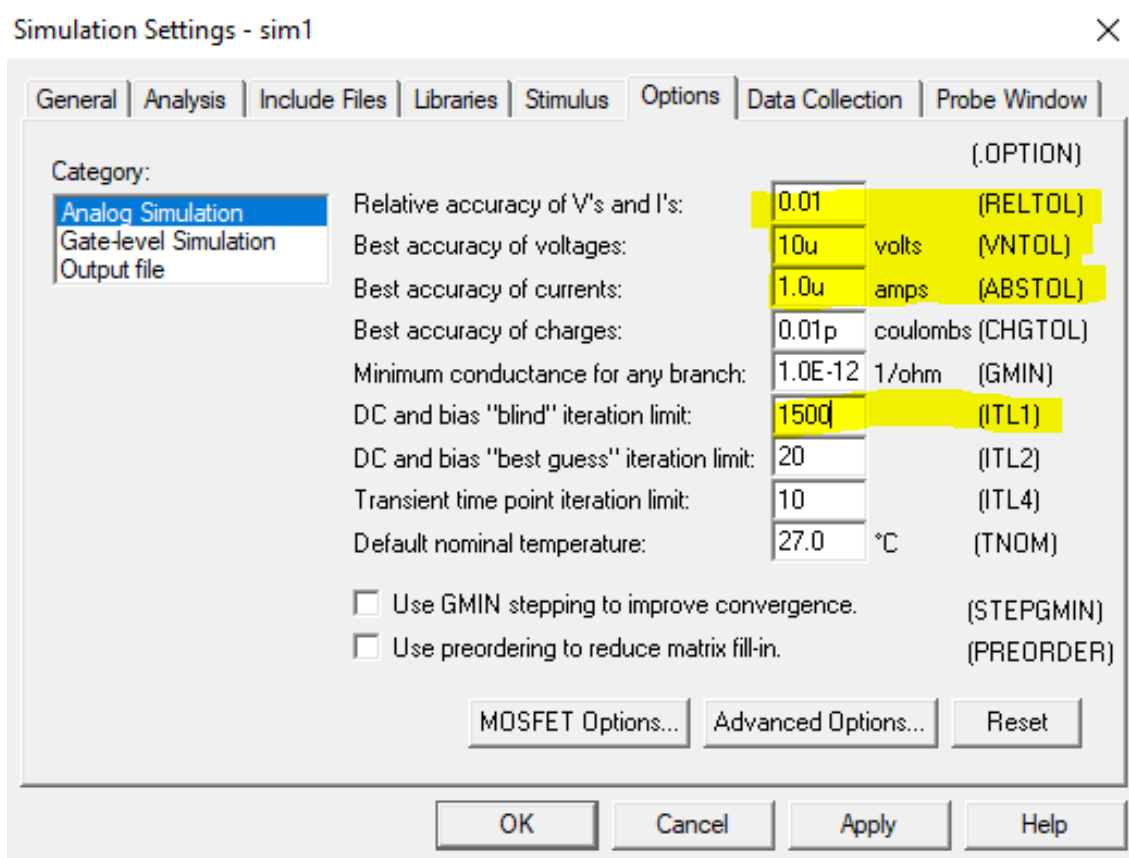 Simulation Settings - sim1
General Analysis Include Files Libraries Stimulus Options Data Collection Probe Window
(.OPTION)
Category:
Analog Simulation
Gate-level Simulation
Output file
Relative accuracy of V's and I's: 0.01 (RELTOL)
Best accuracy of voltages: 10u volts (VNTOL)
Best accuracy of currents: 1.0u amps (ABSTOL)
Best accuracy of charges: 0.01p coulombs (CHGTOL)
Minimum conductance for any branch: 1.0E-12 1/ohm (GMIN)
DC and bias "blind" iteration limit: 1500 (ITL1)
DC and bias "best guess" iteration limit: 20 (ITL2)
Transient time point iteration limit: 10 (ITL4)
Default nominal temperature: 27.0 °C (TNOM)
Use GMIN stepping to improve convergence. (STEPGMIN)
Use preordering to reduce matrix fill-in. (PREORDER)
MOSFET Options... Advanced Options... Reset
OK Cancel Apply Help